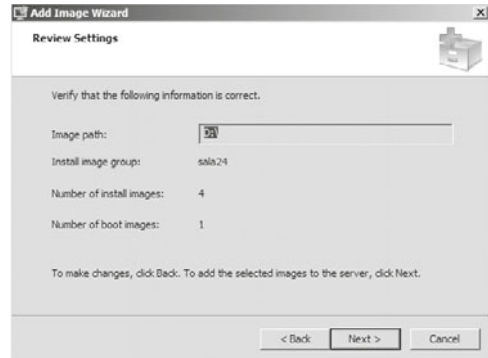 Add Image Wizard
Review Settings
Verify that the following information is correct.
Image path: D:\
Install image group: sala24
Number of install images: 4
Number of boot images: 1
To make changes, click Back. To add the selected images to the server, click Next.
< Back Next > Cancel